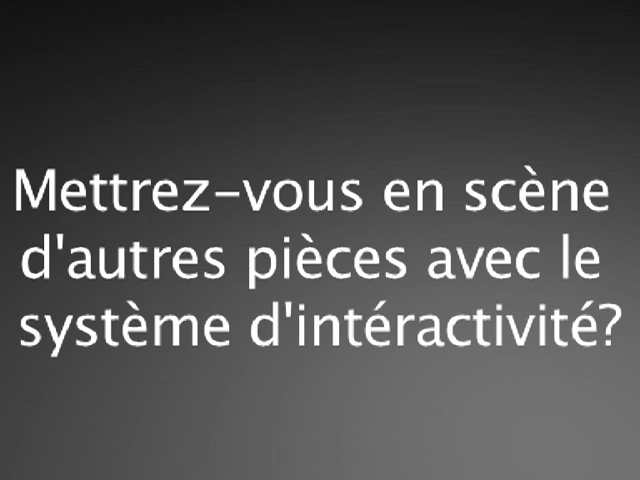 Mettrez-vous en scène
d'autres pièces avec le
système d'intéractivité?